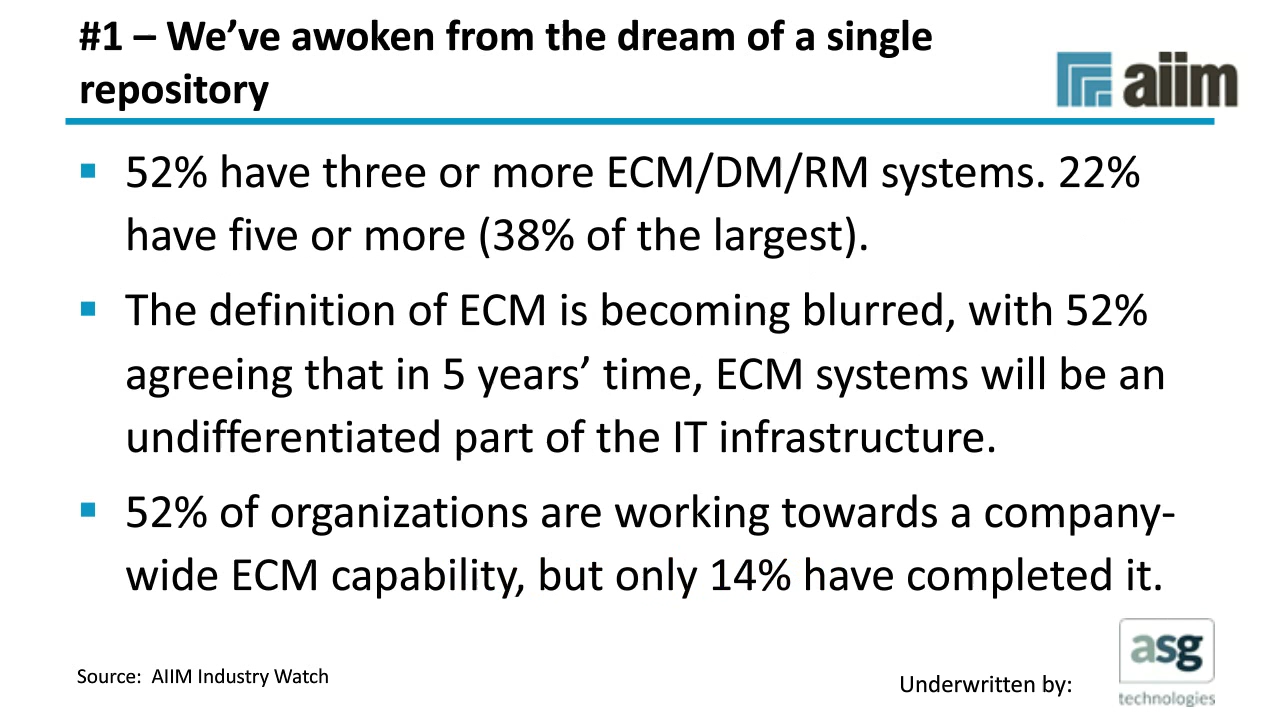 #1 – We’ve awoken from the dream of a single
repository
aiim
52% have three or more ECM/DM/RM systems. 22%
have five or more (38% of the largest).
The definition of ECM is becoming blurred, with 52%
agreeing that in 5 years’ time, ECM systems will be an
undifferentiated part of the IT infrastructure.
52% of organizations are working towards a company-
wide ECM capability, but only 14% have completed it.
Source: AIIM Industry Watch
Underwritten by:
asg
technologies